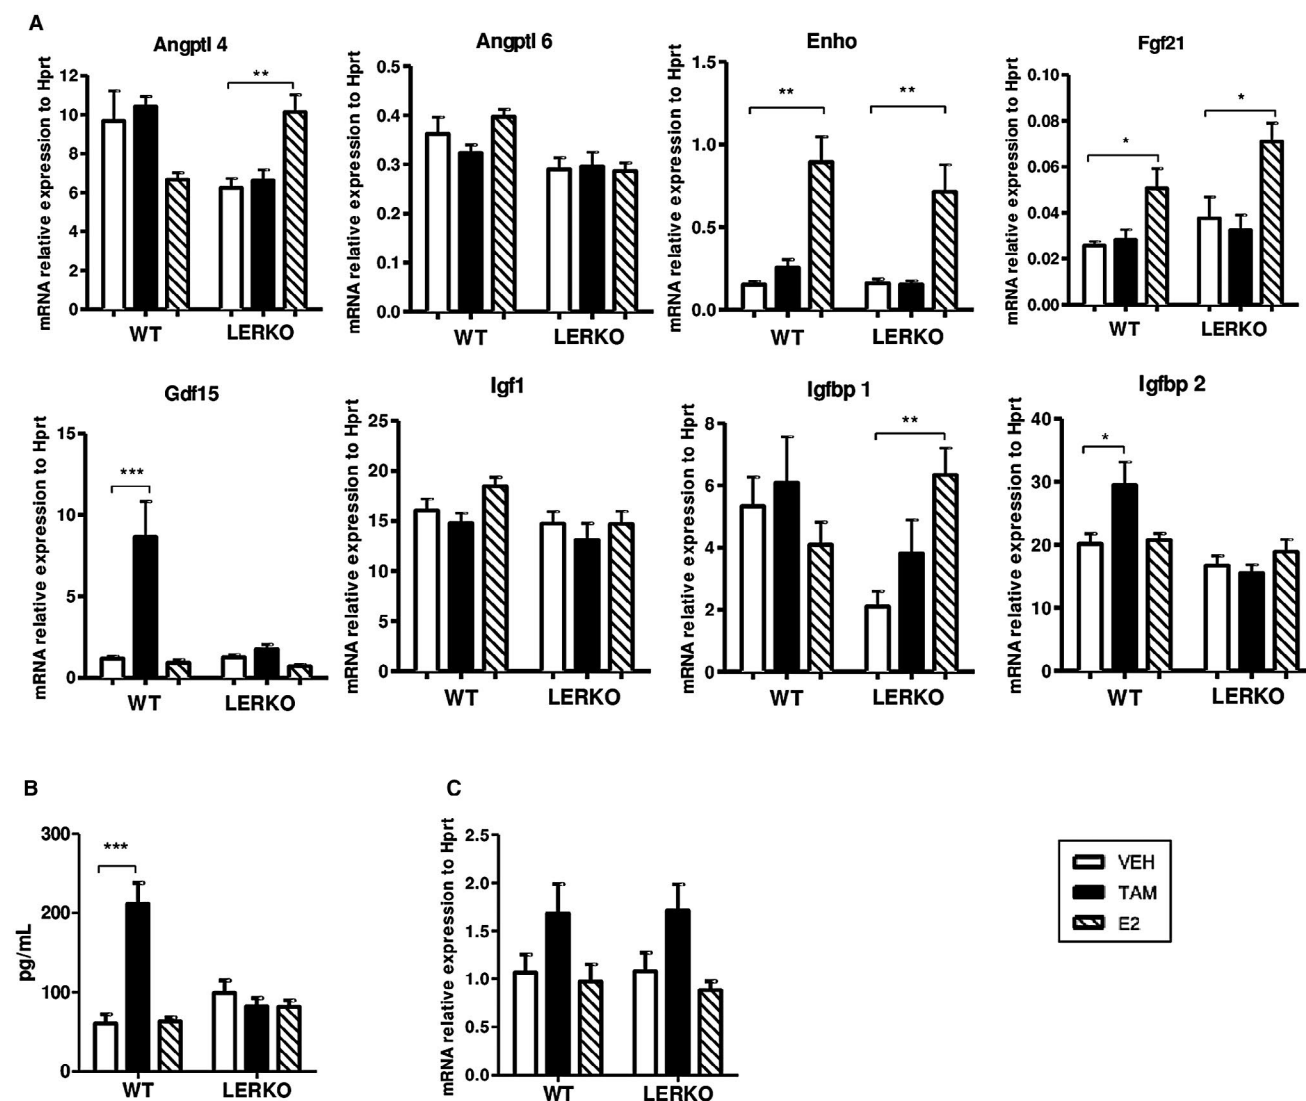 A
Angptl 4
mRNA relative expression to Hprt
12
10
8
6
4
2
0
**
WT
LERKO
Angptl 6
mRNA relative expression to Hprt
0.5
0.4
0.3
0.2
0.1
0.0
WT
LERKO
Enho
mRNA relative expression to Hprt
1.5
1.0
0.5
0.0
**
**
WT
LERKO
Fgf21
mRNA relative expression to Hprt
0.10
0.08
0.06
0.04
0.02
0.00
*
*
WT
LERKO
Gdf15
mRNA relative expression to Hprt
15
10
5
0
***
WT
LERKO
Igf1
mRNA relative expression to Hprt
25
20
15
10
5
0
WT
LERKO
Igfbp 1
mRNA relative expression to Hprt
8
6
4
2
0
**
WT
LERKO
Igfbp 2
mRNA relative expression to Hprt
40
30
20
10
0
*
WT
LERKO
B
pg/mL
300
200
100
0
***
WT
LERKO
C
mRNA relative expression to Hprt
2.5
2.0
1.5
1.0
0.5
0.0
WT
LERKO
VEH
TAM
E2